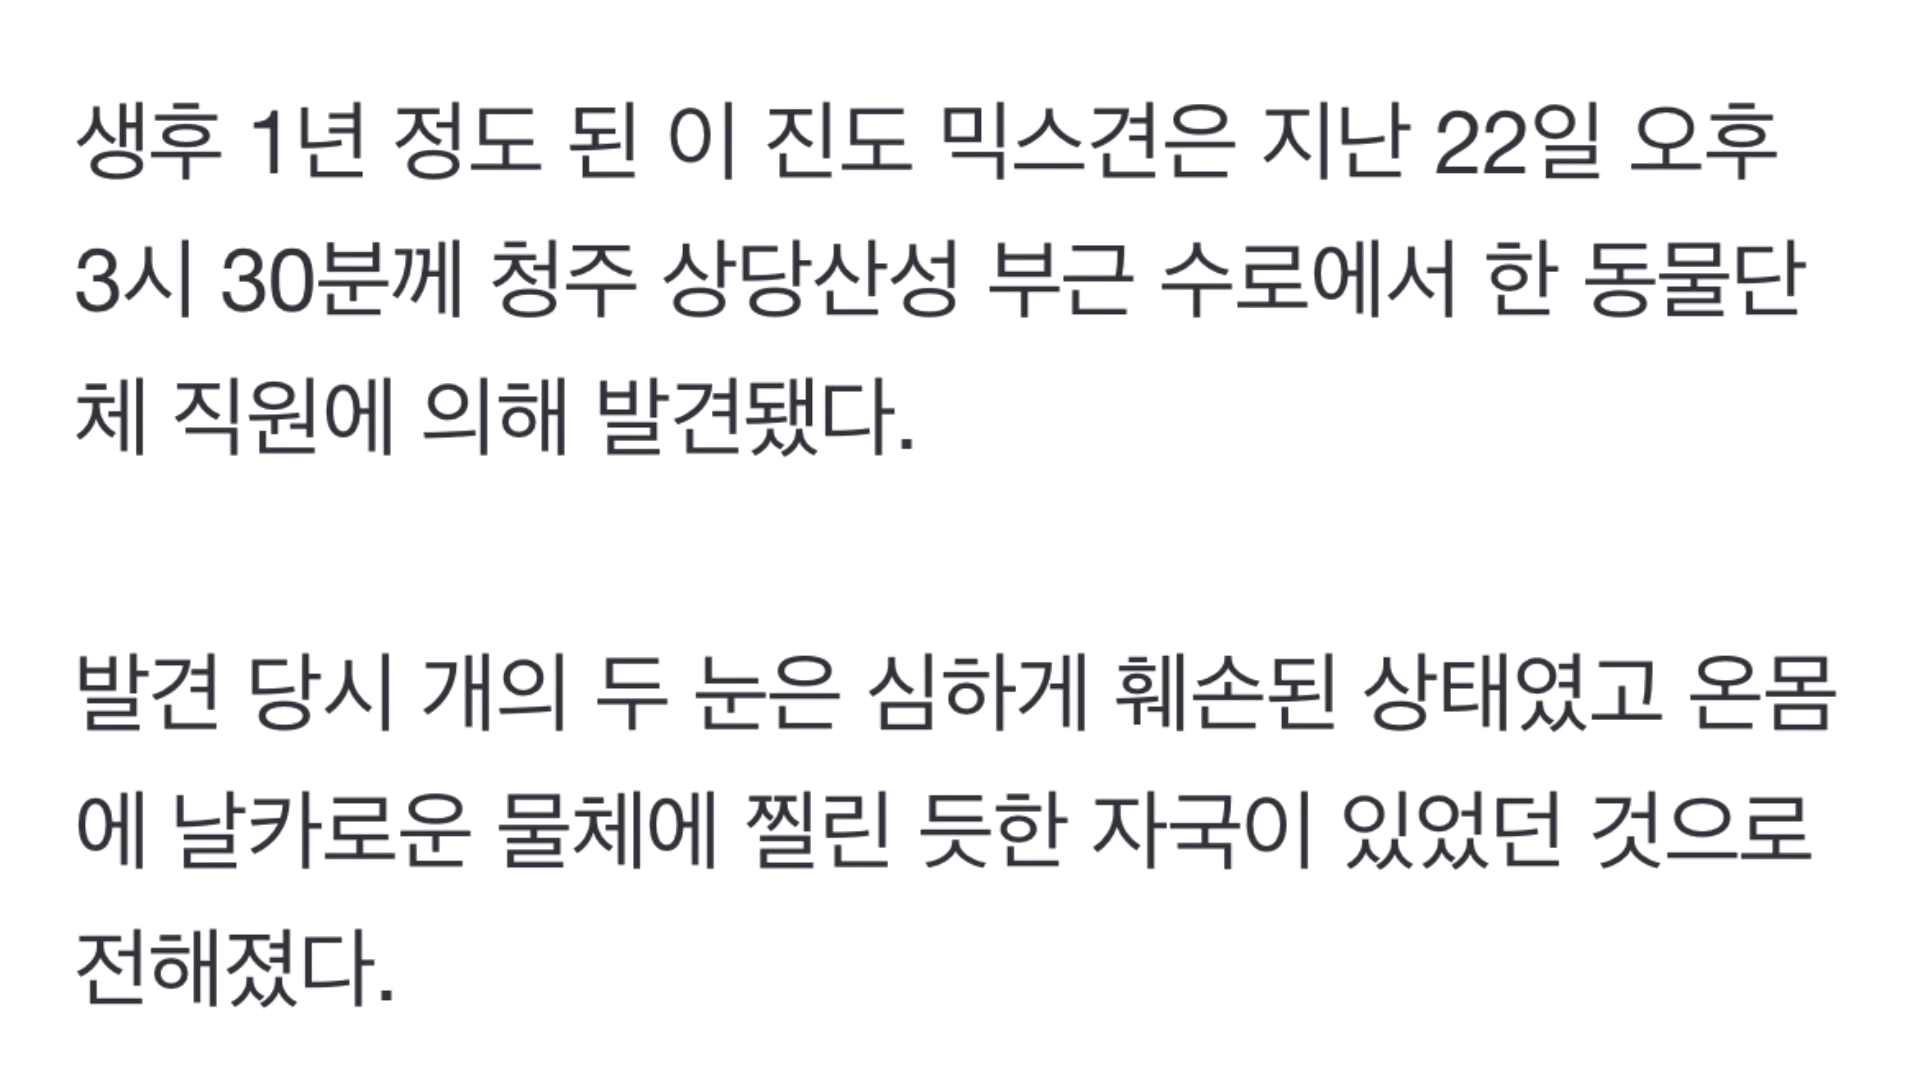 생후 1년 정도 된 이 진도 믹스견은 지난 22일 오후
3시 30분께 청주 상당산성 부근 수로에서 한 동물단
체 직원에 의해 발견됐다.
발견 당시 개의 두 눈은 심하게 훼손된 상태였고 온몸
에 날카로운 물체에 찔린 듯한 자국이 있었던 것으로
전해졌다.